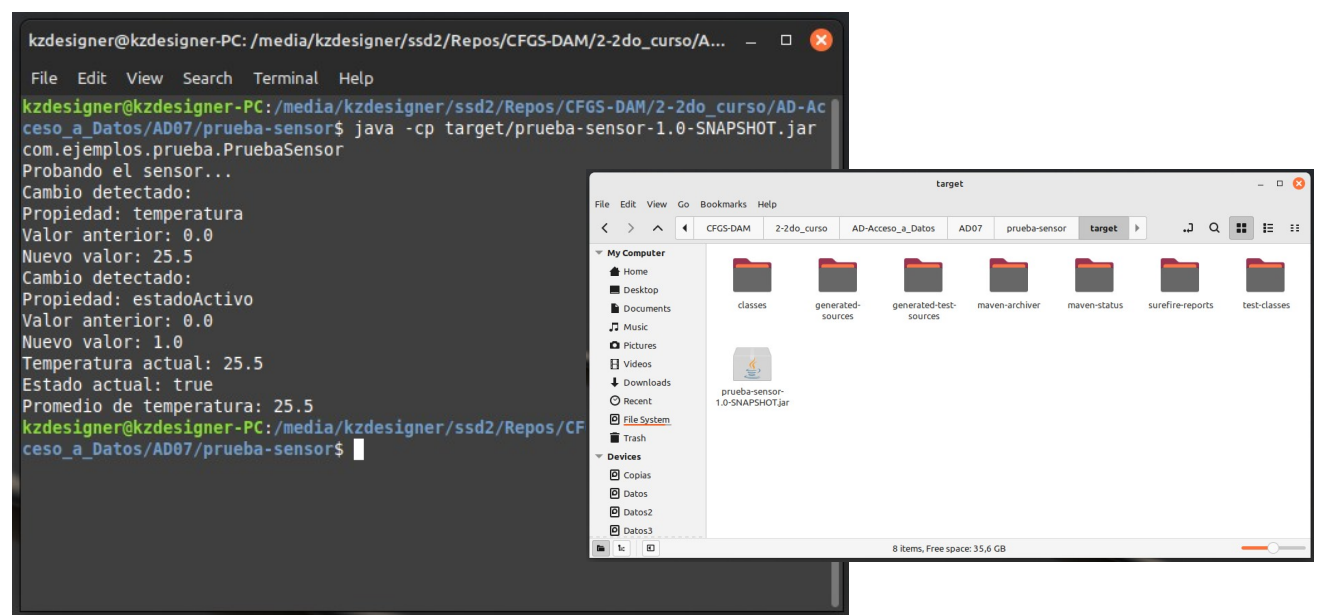 kzdesigner@kzdesigner-PC: /media/kzdesigner/ssd2/Repos/CFGS-DAM/2-2do_curso/A...
File Edit View Search Terminal Help
kzdesigner@kzdesigner-PC:/media/kzdesigner/ssd2/Repos/CFGS-DAM/2-2do_curso/AD-Ac
ceso_a_Datos/AD07/prueba-sensor$ java -cp target/prueba-sensor-1.0-SNAPSHOT.jar
com.ejemplos.prueba.PruebaSensor
Probando el sensor...
Cambio detectado:
Propiedad: temperatura
Valor anterior: 0.0
Nuevo valor: 25.5
Cambio detectado:
Propiedad: estadoActivo
Valor anterior: 0.0
Nuevo valor: 1.0
Temperatura actual: 25.5
Estado actual: true
Promedio de temperatura: 25.5
kzdesigner@kzdesigner-PC:/media/kzdesigner/ssd2/Repos/CF
ceso_a_Datos/AD07/prueba-sensor$
target
File Edit View Go Bookmarks Help
CFGS-DAM 2-2do_curso AD-Acceso_a_Datos AD07 prueba-sensor target
My Computer
Home
Desktop
Documents
Music
Pictures
Videos
Downloads
Recent
File System
Trash
Devices
Copias
Datos
Datos2
Datos3
classes
generated-
sources
generated-test-
sources
maven-archiver
maven-status
surefire-reports
test-classes
prueba-sensor-
1.0-SNAPSHOT.jar
8 items, Free space: 35,6 GB